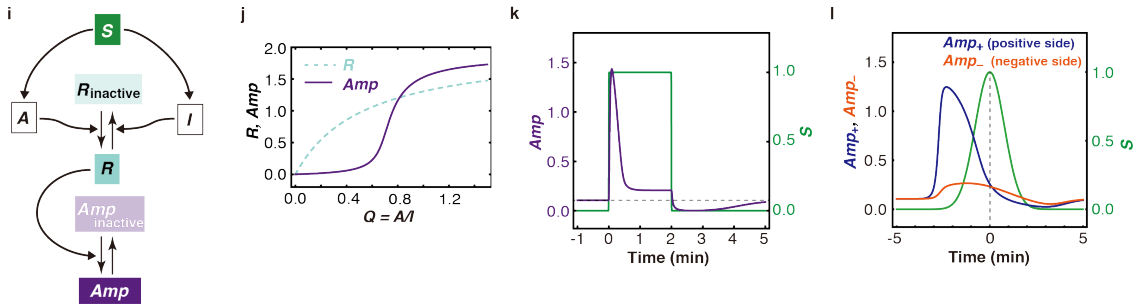 i
S
R inactive
A
I
R
Amp inactive
Amp
j
R, Amp
2.0
1.5
1.0
0.5
0.0
R
Amp
0.0 0.4 0.8 1.2
Q = A/I
k
Amp
1.5
1.0
0.5
0.0
1.0
0.5
0.0
S
-1 0 1 2 3 4 5
Time (min)
l
Amp+ (positive side)
Amp− (negative side)
Amp+, Amp−
1.5
1.0
0.5
0.0
1.0
0.5
0.0
S
-5 0 5
Time (min)